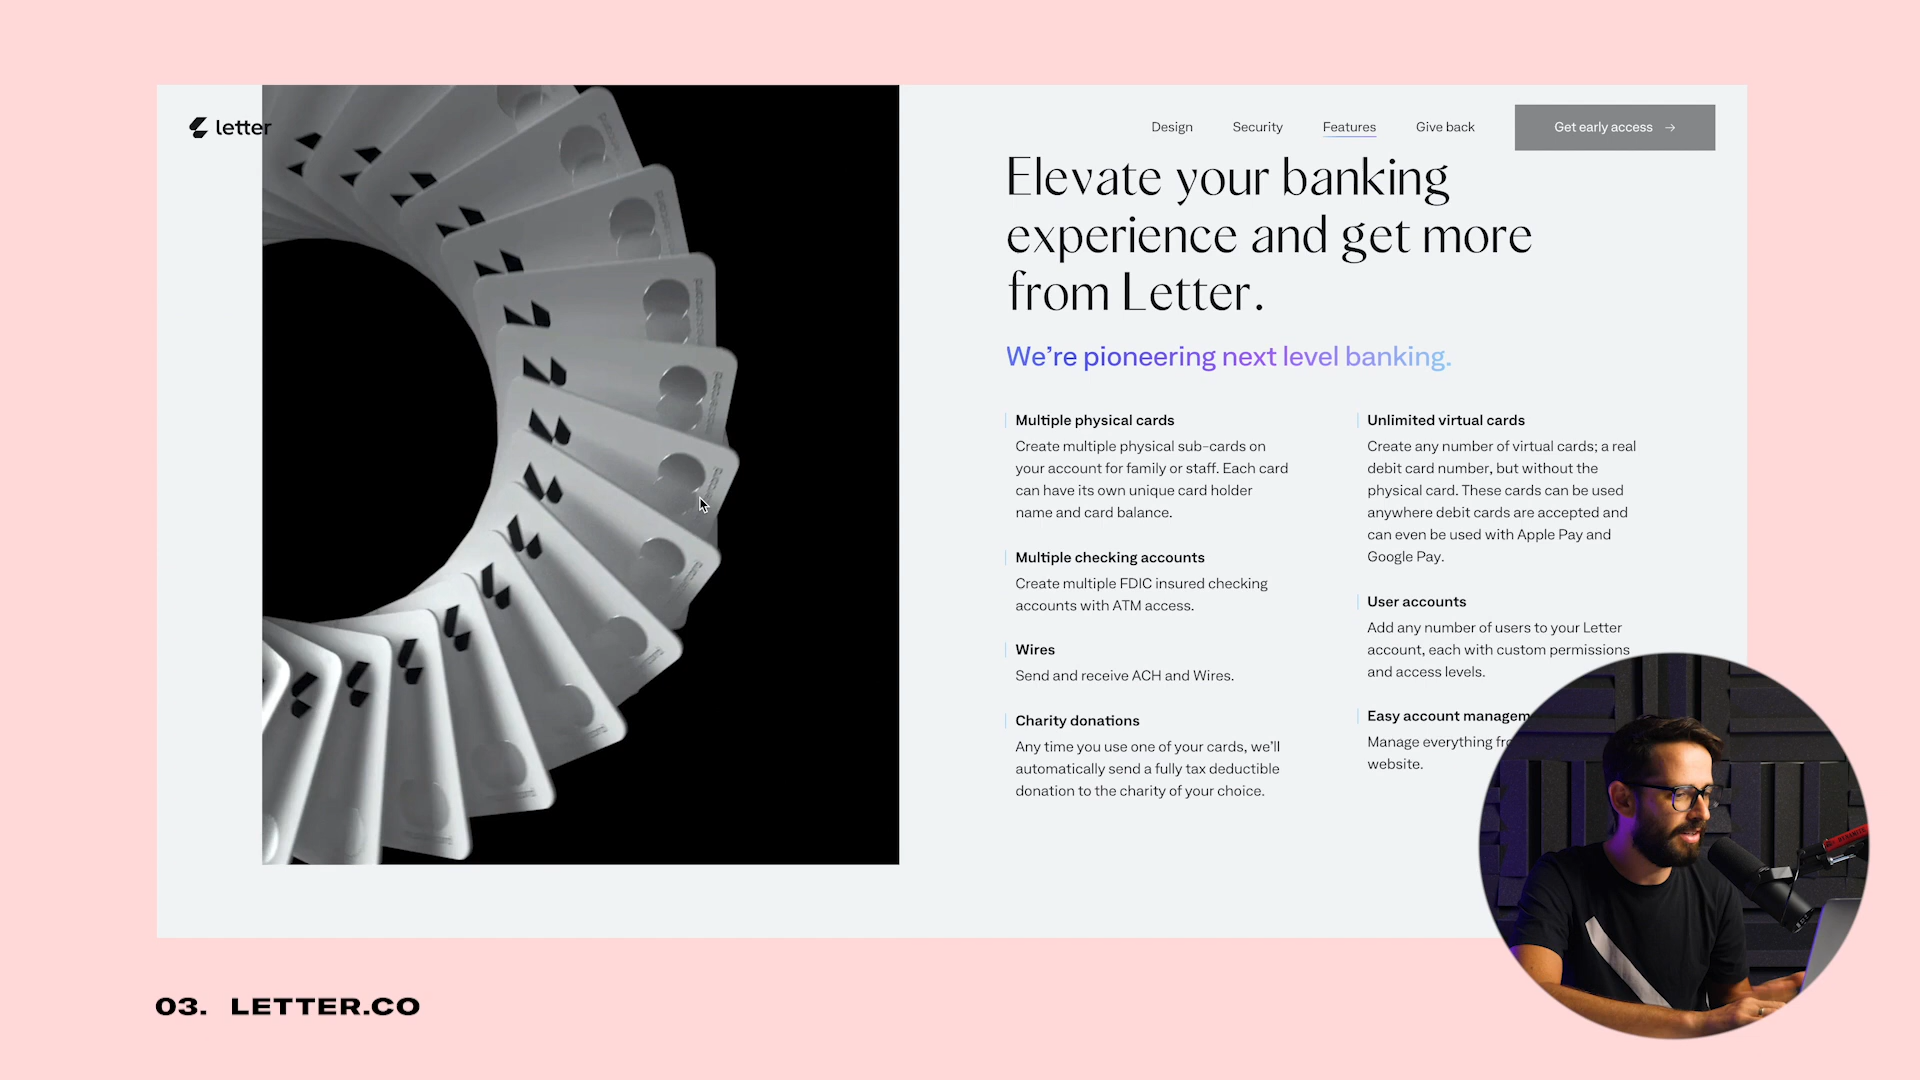 letter
Design
Security
Features
Give back
Get early access →
Elevate your banking
experience and get more
from Letter.
We're pioneering next level banking.
Multiple physical cards
Create multiple physical sub-cards on
your account for family or staff. Each card
can have its own unique card holder
name and card balance.
Multiple checking accounts
Create multiple FDIC insured checking
accounts with ATM access.
Wires
Send and receive ACH and Wires.
Charity donations
Any time you use one of your cards, we'll
automatically send a fully tax deductible
donation to the charity of your choice.
Unlimited virtual cards
Create any number of virtual cards; a real
debit card number, but without the
physical card. These cards can be used
anywhere debit cards are accepted and
can even be used with Apple Pay and
Google Pay.
User accounts
Add any number of users to your Letter
account, each with custom permissions
and access levels.
Easy account
Manage everything
website.
03. LETTER.CO